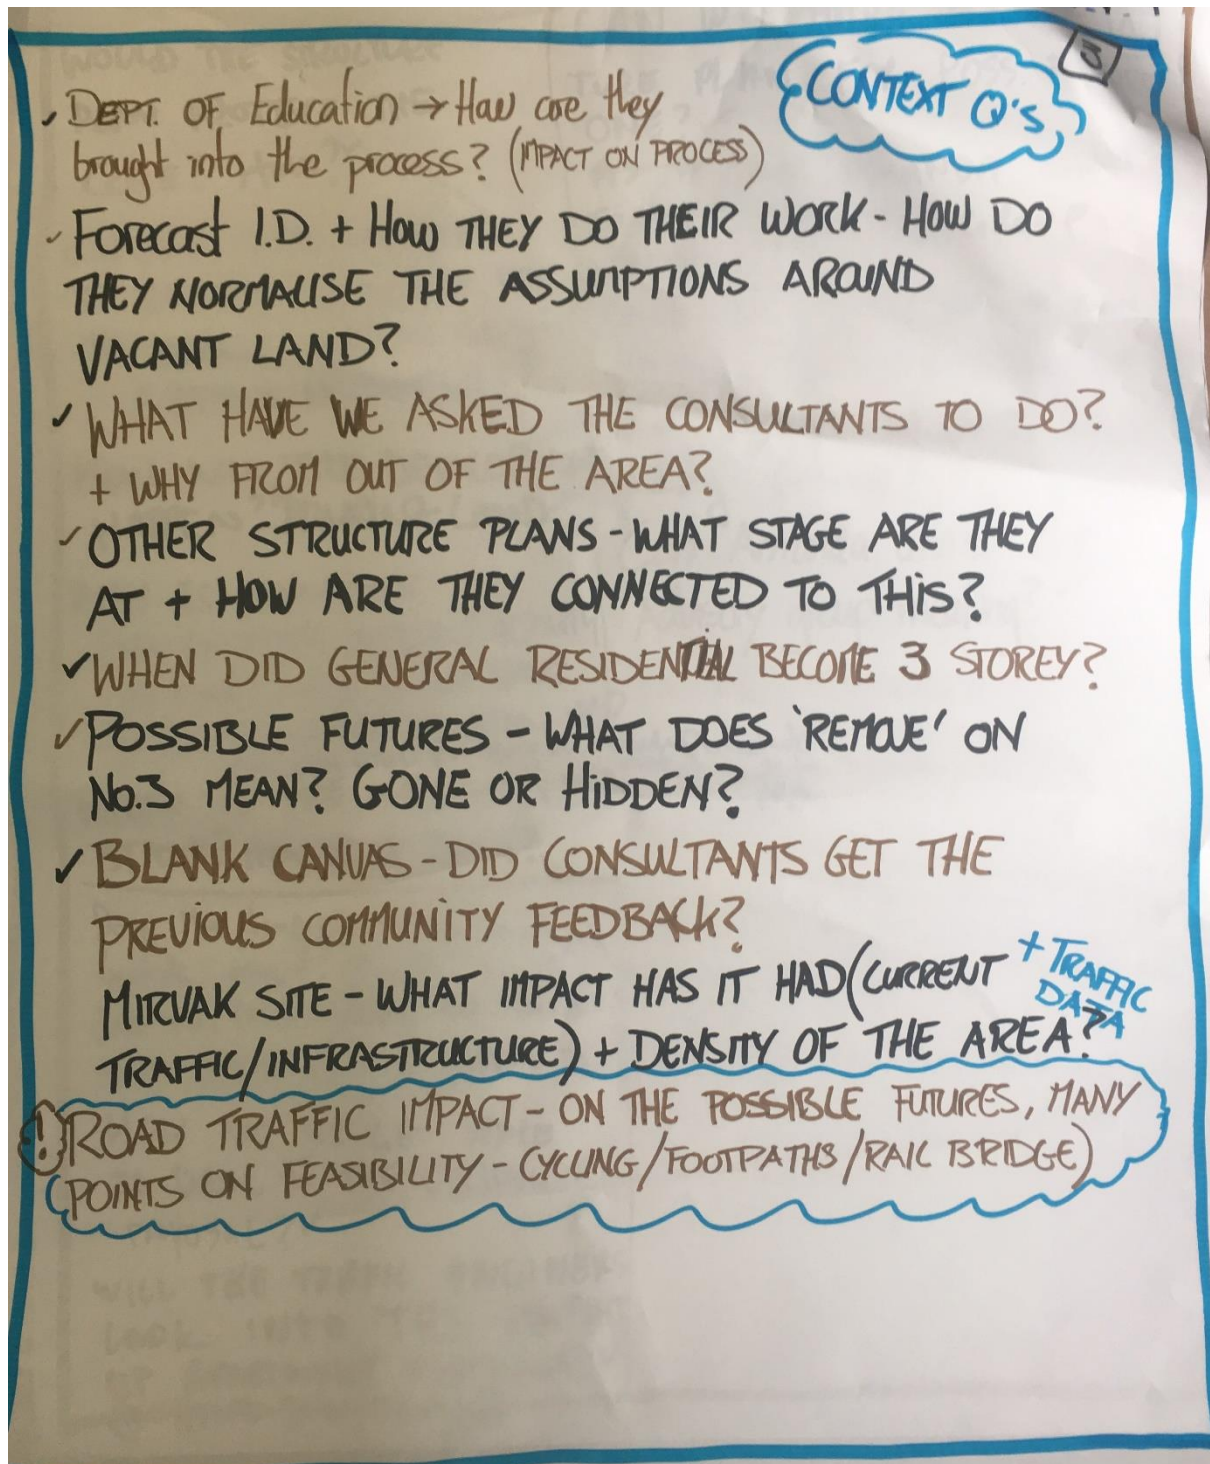 CONTEXT Q's
✓ DEPT. OF Education → How are they
brought into the process? (IMPACT ON PROCESS)
✓ Forecast I.D. + HOW THEY DO THEIR WORK - HOW DO
THEY NORMALISE THE ASSUMPTIONS AROUND
VACANT LAND?
✓ WHAT HAVE WE ASKED THE CONSULTANTS TO DO?
+ WHY FROM OUT OF THE AREA?
✓ OTHER STRUCTURE PLANS - WHAT STAGE ARE THEY
AT + HOW ARE THEY CONNECTED TO THIS?
✓ WHEN DID GENERAL RESIDENTIAL BECOME 3 STOREY?
✓ POSSIBLE FUTURES - WHAT DOES 'REMOVE' ON
No.3 MEAN? GONE OR HIDDEN?
✓ BLANK CANVAS - DID CONSULTANTS GET THE
PREVIOUS COMMUNITY FEEDBACK?
MIRVAK SITE - WHAT IMPACT HAS IT HAD (CURRENT
+ TRAFFIC
DATA
TRAFFIC/INFRASTRUCTURE) + DENSITY OF THE AREA?
! ROAD TRAFFIC IMPACT - ON THE POSSIBLE FUTURES, MANY
(POINTS ON FEASIBILITY - CYCLING/FOOTPATHS/RAIL BRIDGE)